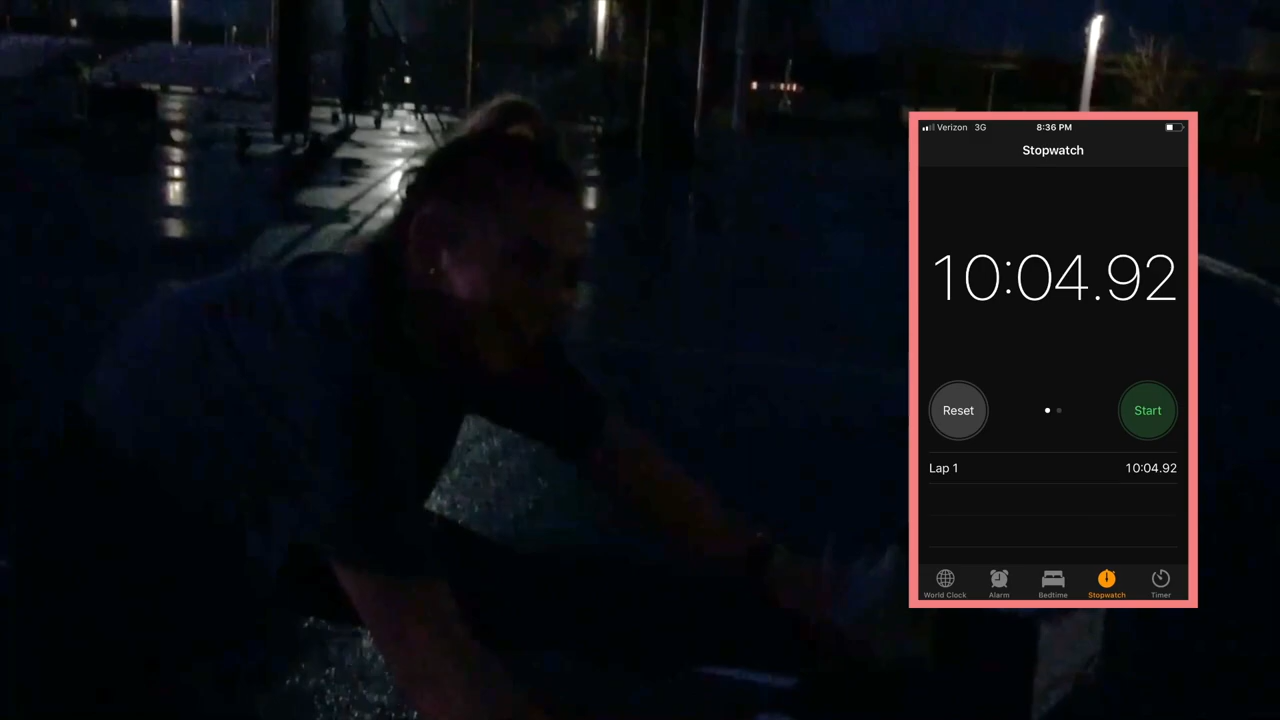 Verizon 3G 8:36 PM
Stopwatch
10:04.92
Reset Start
Lap 1 10:04.92
World Clock Alarm Bedtime Stopwatch Timer